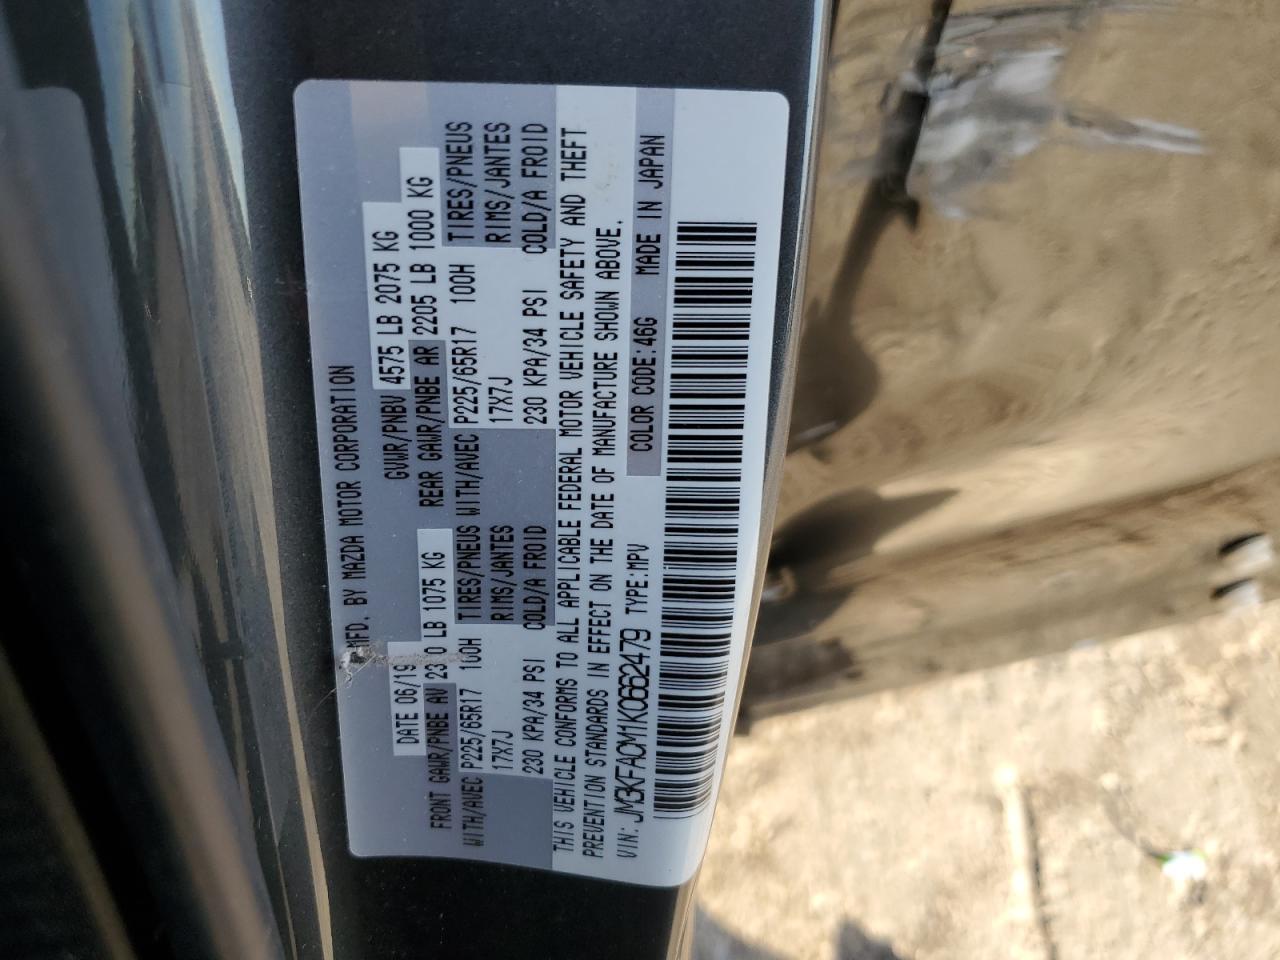 MFD. BY MAZDA MOTOR CORPORATION
DATE 06/19 GVWR/PNBV 4575 LB 2075 KG
FRONT GAWR/PNBE AV LB 1075 KG REAR GAWR/PNBE AR 2205 LB 1000 KG
WITH/AVEC P225/65R17 100H TIRES/PNEUS WITH/AVEC P225/65R17 100H TIRES/PNEUS
17X7J RIMS/JANTES 17X7J RIMS/JANTES
230 KPA/34 PSI COLD/A FROID 230 KPA/34 PSI COLD/A FROID
THIS VEHICLE CONFORMS TO ALL APPLICABLE FEDERAL MOTOR VEHICLE SAFETY AND THEFT
PREVENTION STANDARDS IN EFFECT ON THE DATE OF MANUFACTURE SHOWN ABOVE.
VIN: JM3KFACM1K0662479 TYPE:MPV COLOR CODE:46G MADE IN JAPAN